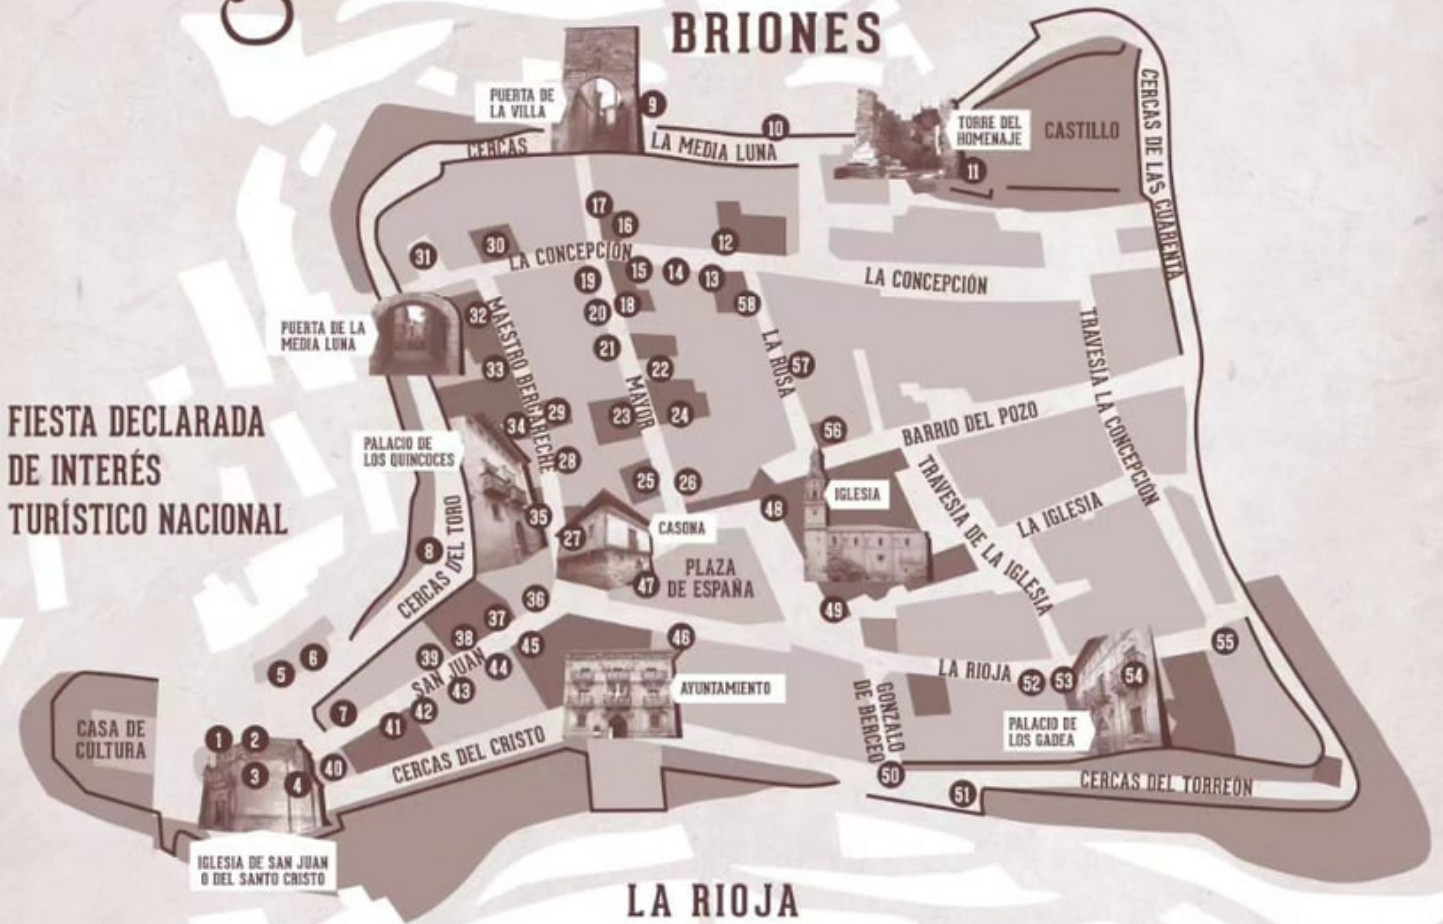 BRIONES
PUERTA DE
LA VILLA
9
10
CERCAS
LA MEDIA LUNA
TORRE DEL
HOMENAJE
CASTILLO
11
CERCAS DE LAS CUARENTA
17
16
12
31
30
LA CONCEPCIÓN
15
14
13
19
LA CONCEPCIÓN
20
18
58
32
PUERTA DE LA
MEDIA LUNA
MAESTRO BERMARECHE
21
22
LA RUSA
57
TRAVESÍA LA CONCEPCIÓN
33
MAYOR
FIESTA DECLARADA
DE INTERÉS
TURÍSTICO NACIONAL
34
29
23
24
56
BARRIO DEL POZO
PALACIO DE
LOS QUINCOCES
28
25
26
48
IGLESIA
TRAVESÍA DE LA IGLESIA
LA IGLESIA
35
27
CASONA
8
CERCAS DEL TORO
47
PLAZA
DE ESPAÑA
36
49
37
38
45
46
55
6
5
39
SAN JUAN
44
43
LA RIOJA
52
53
54
AYUNTAMIENTO
GONZALO
DE BERCEO
7
42
41
PALACIO DE
LOS GADEA
CASA DE
CULTURA
1
2
3
4
40
CERCAS DEL CRISTO
50
51
CERCAS DEL TORREÓN
IGLESIA DE SAN JUAN
O DEL SANTO CRISTO
LA RIOJA